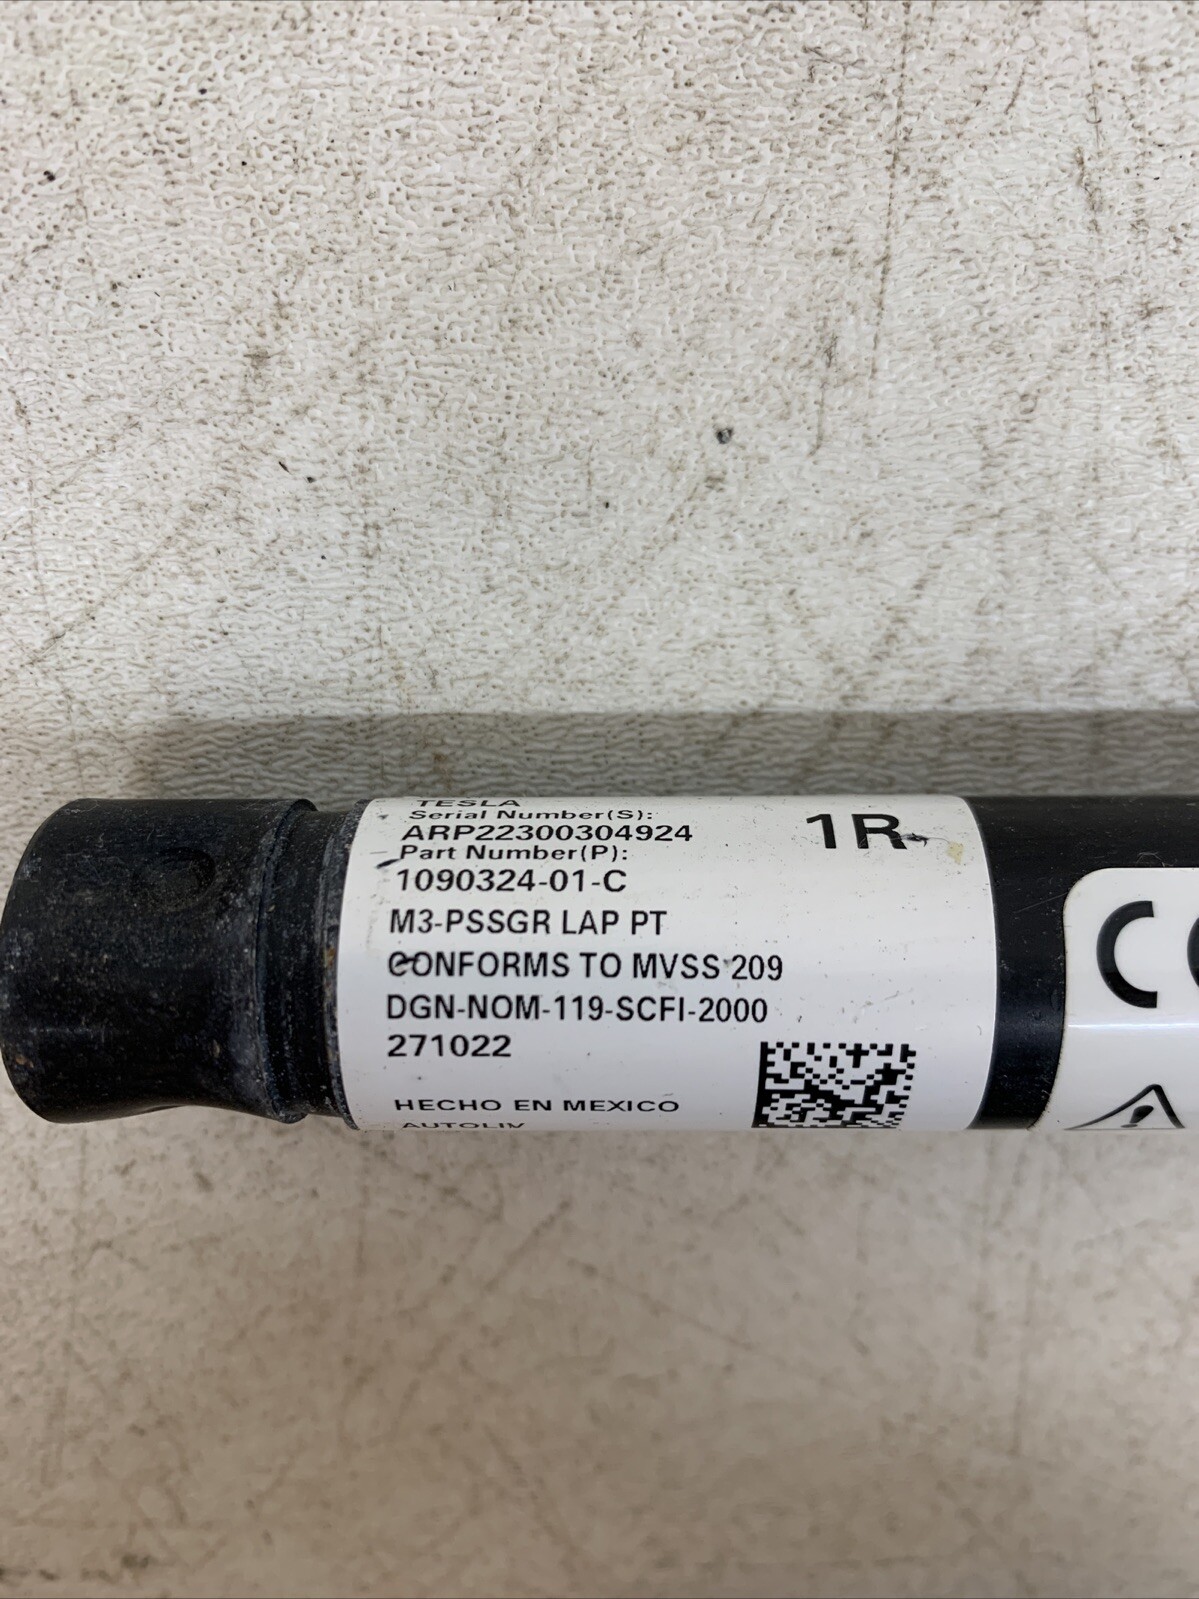 TESLA
Serial Number(S):
ARP22300304924
1R
Part Number(P):
1090324-01-C
M3-PSSGR LAP PT
CONFORMS TO MVSS 209
DGN-NOM-119-SCFI-2000
271022
HECHO EN MEXICO
AUTOLIV
CE